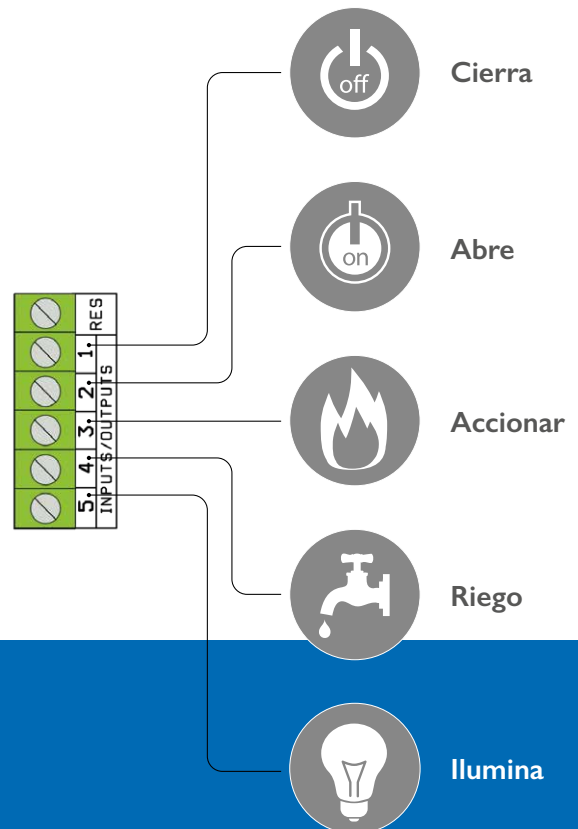 off
Cierra
on
Abre
RES
1
2
3
4
5
INPUTS/OUTPUTS
Accionar
Riego
Ilumina